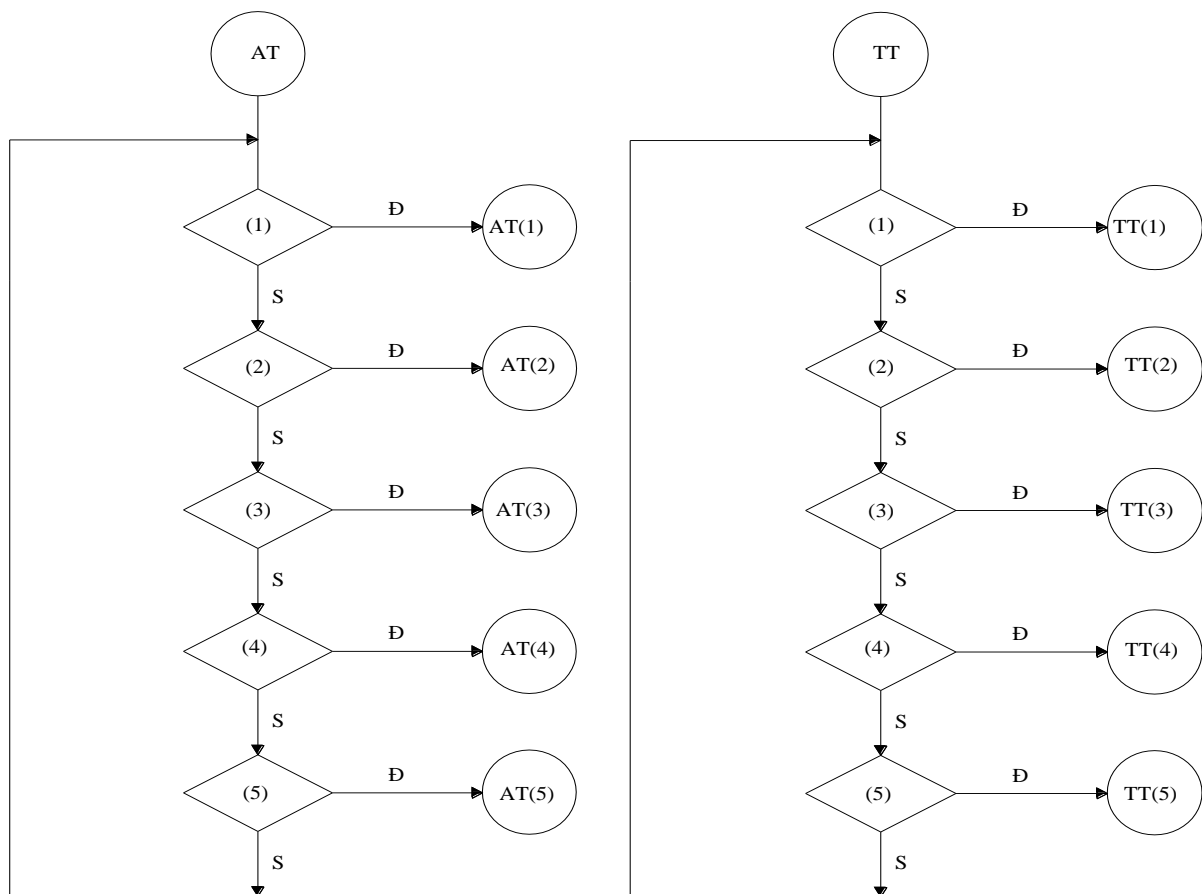 AT
(1)
Đ
AT(1)
S
(2)
Đ
AT(2)
S
(3)
Đ
AT(3)
S
(4)
Đ
AT(4)
S
(5)
Đ
AT(5)
S
TT
(1)
Đ
TT(1)
S
(2)
Đ
TT(2)
S
(3)
Đ
TT(3)
S
(4)
Đ
TT(4)
S
(5)
Đ
TT(5)
S